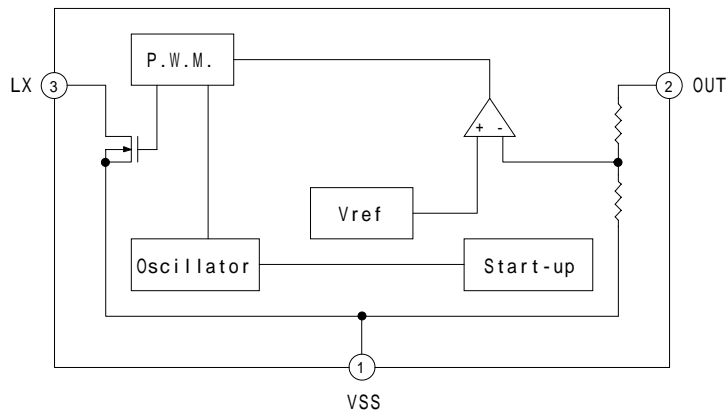 P.W.M.
LX 3
2 OUT
+ -
Vref
Oscillator
Start-up
1
VSS